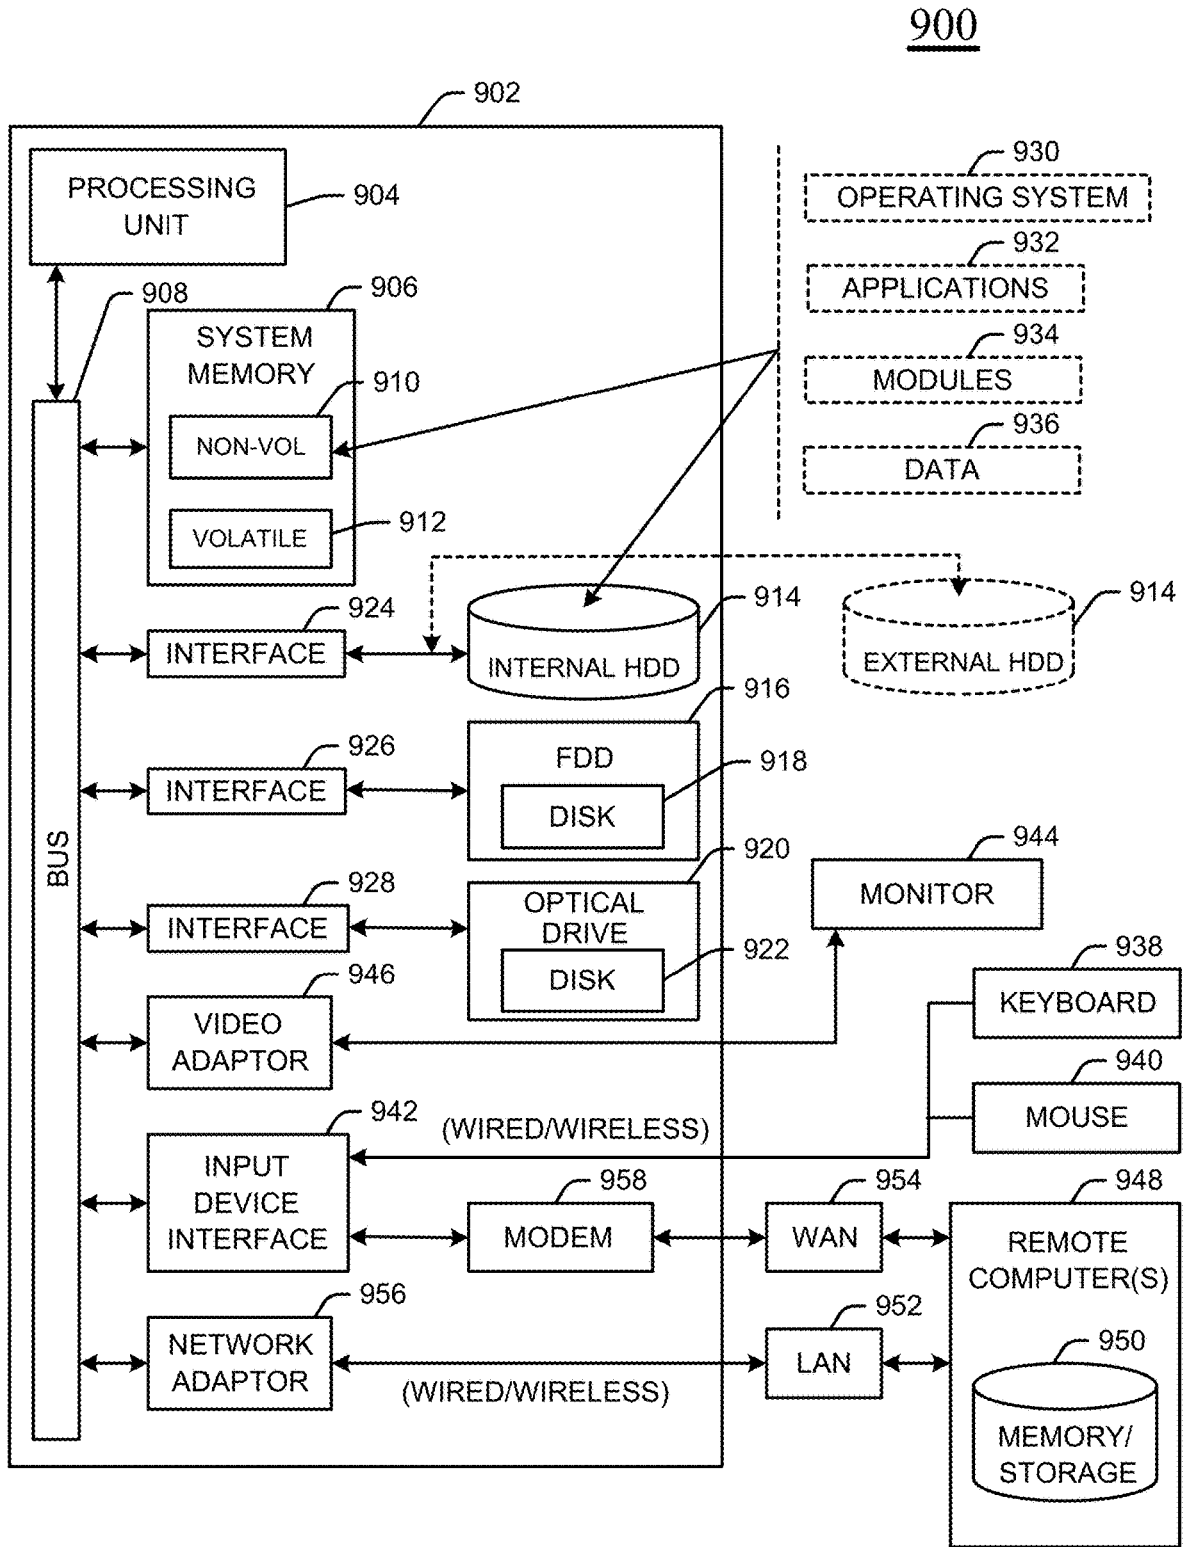 900
902
PROCESSING
UNIT
904
930
OPERATING SYSTEM
932
APPLICATIONS
934
MODULES
936
DATA
908
906
SYSTEM
MEMORY
910
NON-VOL
912
VOLATILE
BUS
924
INTERFACE
914
INTERNAL HDD
914
EXTERNAL HDD
926
INTERFACE
916
FDD
918
DISK
928
INTERFACE
920
OPTICAL
DRIVE
922
DISK
944
MONITOR
946
VIDEO
ADAPTOR
938
KEYBOARD
940
MOUSE
942
INPUT
DEVICE
INTERFACE
(WIRED/WIRELESS)
958
MODEM
954
WAN
948
REMOTE
COMPUTER(S)
956
NETWORK
ADAPTOR
(WIRED/WIRELESS)
952
LAN
950
MEMORY/
STORAGE